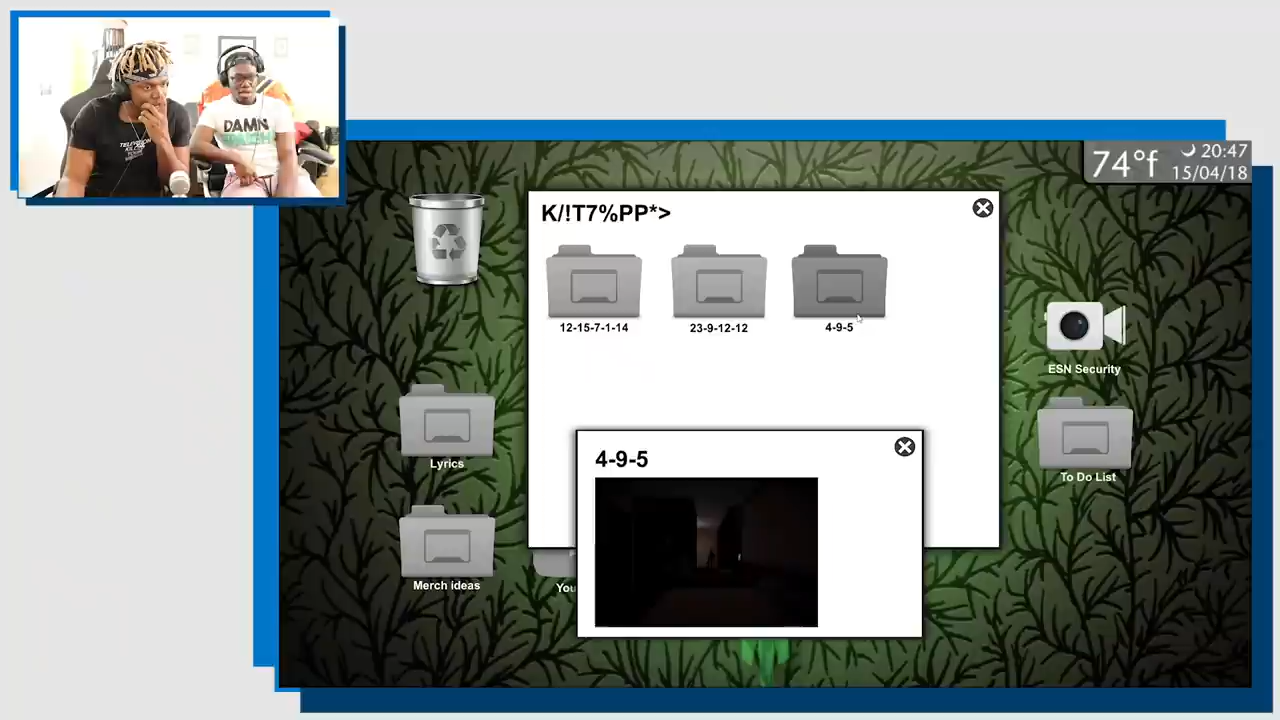 DAMN
74°f
20:47
15/04/18
K/!T7%PP*>
12-15-7-1-14
23-9-12-12
4-9-5
ESN Security
Lyrics
To Do List
4-9-5
Merch ideas
You